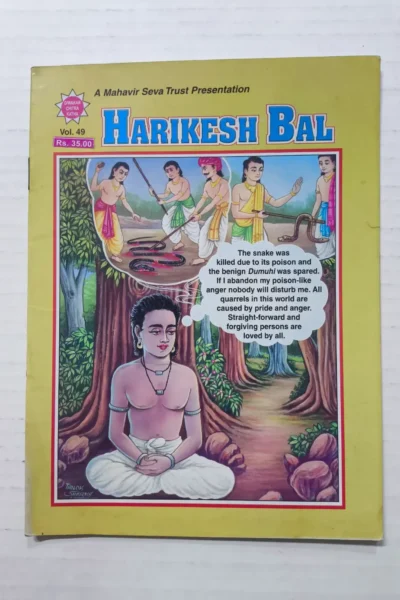 A Mahavir Seva Trust Presentation
Vol. 49
Rs. 35.00
HARIKESH BAL
The snake was
killed due to its poison and
the benign Dumuhi was spared.
If I abandon my poison-like
anger nobody will disturb me. All
quarrels in this world are
caused by pride and anger.
Straight-forward and
forgiving persons are
loved by all.